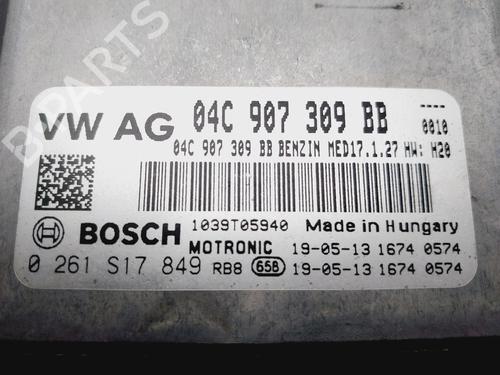 B-PARTS
VW AG 04C 907 309 BB 0010
04C 907 309 BB BENZIN MED17.1.27 HW: H20
BOSCH 1039T05940 Made in Hungary
MOTRONIC 19-05-13 1674 0574
0 261 S17 849 RB8 658 19-05-13 1674 0574